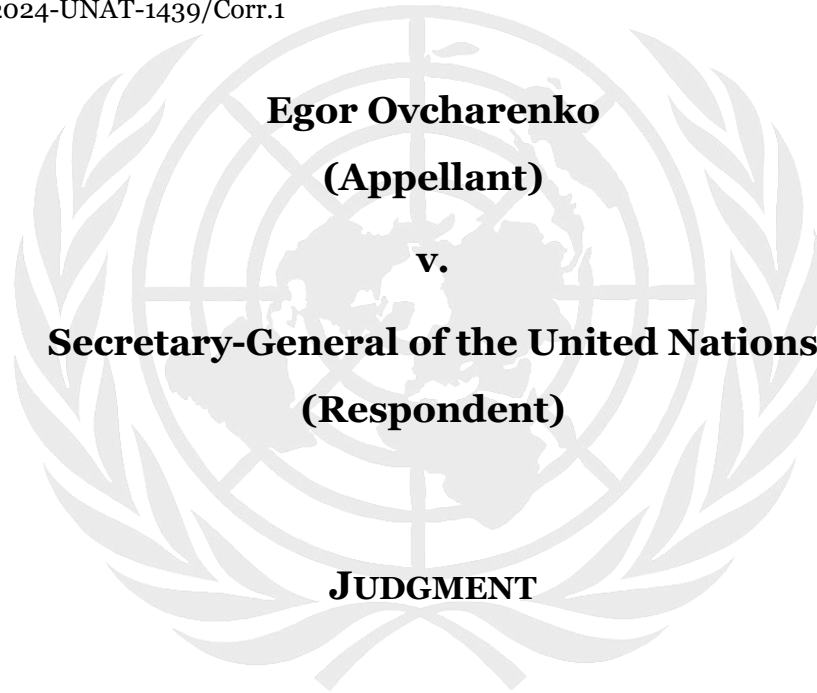 2024-UNAT-1439/Corr.1
Egor Ovcharenko
(Appellant)
v.
Secretary-General of the United Nations
(Respondent)
JUDGMENT